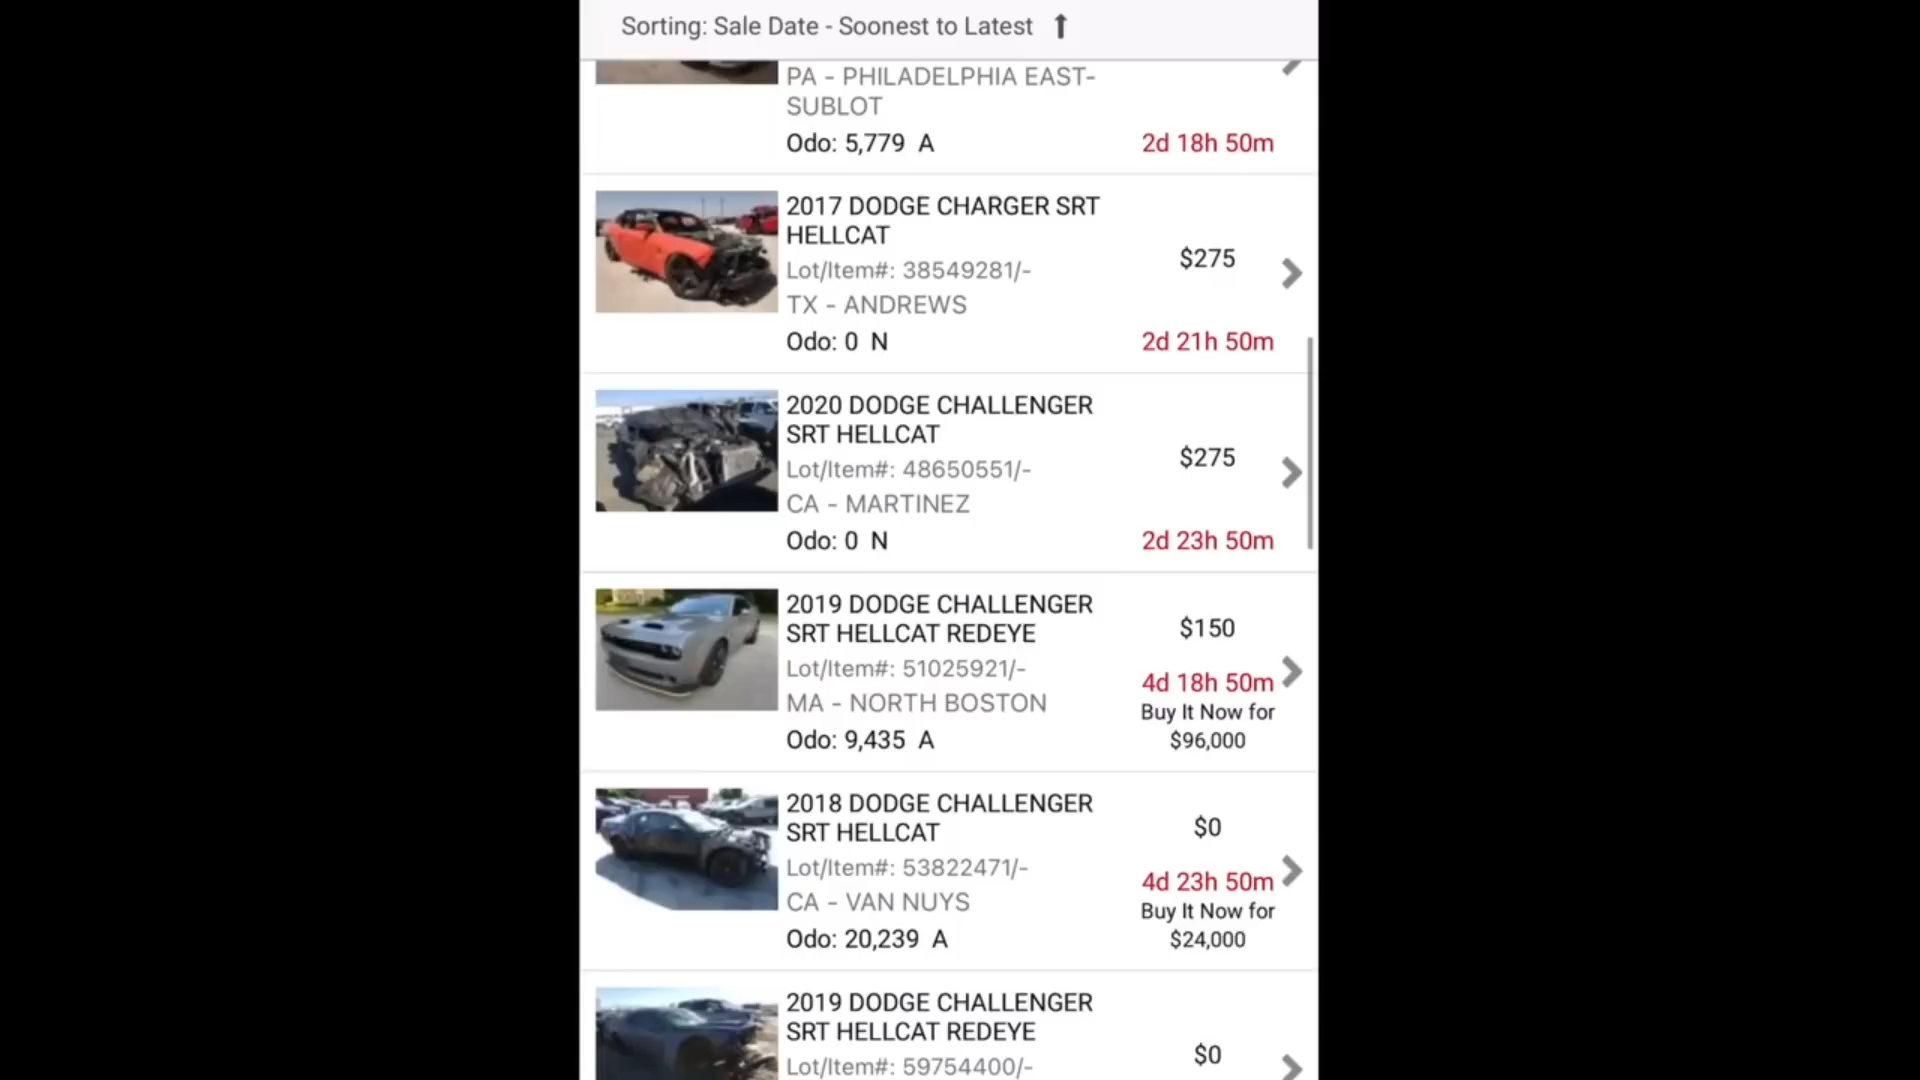 Sorting: Sale Date - Soonest to Latest
PA - PHILADELPHIA EAST-
SUBLOT
Odo: 5,779 A
2d 18h 50m
2017 DODGE CHARGER SRT
HELLCAT
$275
Lot/Item#: 38549281/-
TX - ANDREWS
Odo: 0 N
2d 21h 50m
2020 DODGE CHALLENGER
SRT HELLCAT
$275
Lot/Item#: 48650551/-
CA - MARTINEZ
Odo: 0 N
2d 23h 50m
2019 DODGE CHALLENGER
SRT HELLCAT REDEYE
$150
Lot/Item#: 51025921/-
MA - NORTH BOSTON
Odo: 9,435 A
4d 18h 50m
Buy It Now for
$96,000
2018 DODGE CHALLENGER
SRT HELLCAT
$0
Lot/Item#: 53822471/-
CA - VAN NUYS
Odo: 20,239 A
4d 23h 50m
Buy It Now for
$24,000
2019 DODGE CHALLENGER
SRT HELLCAT REDEYE
$0
Lot/Item#: 59754400/-